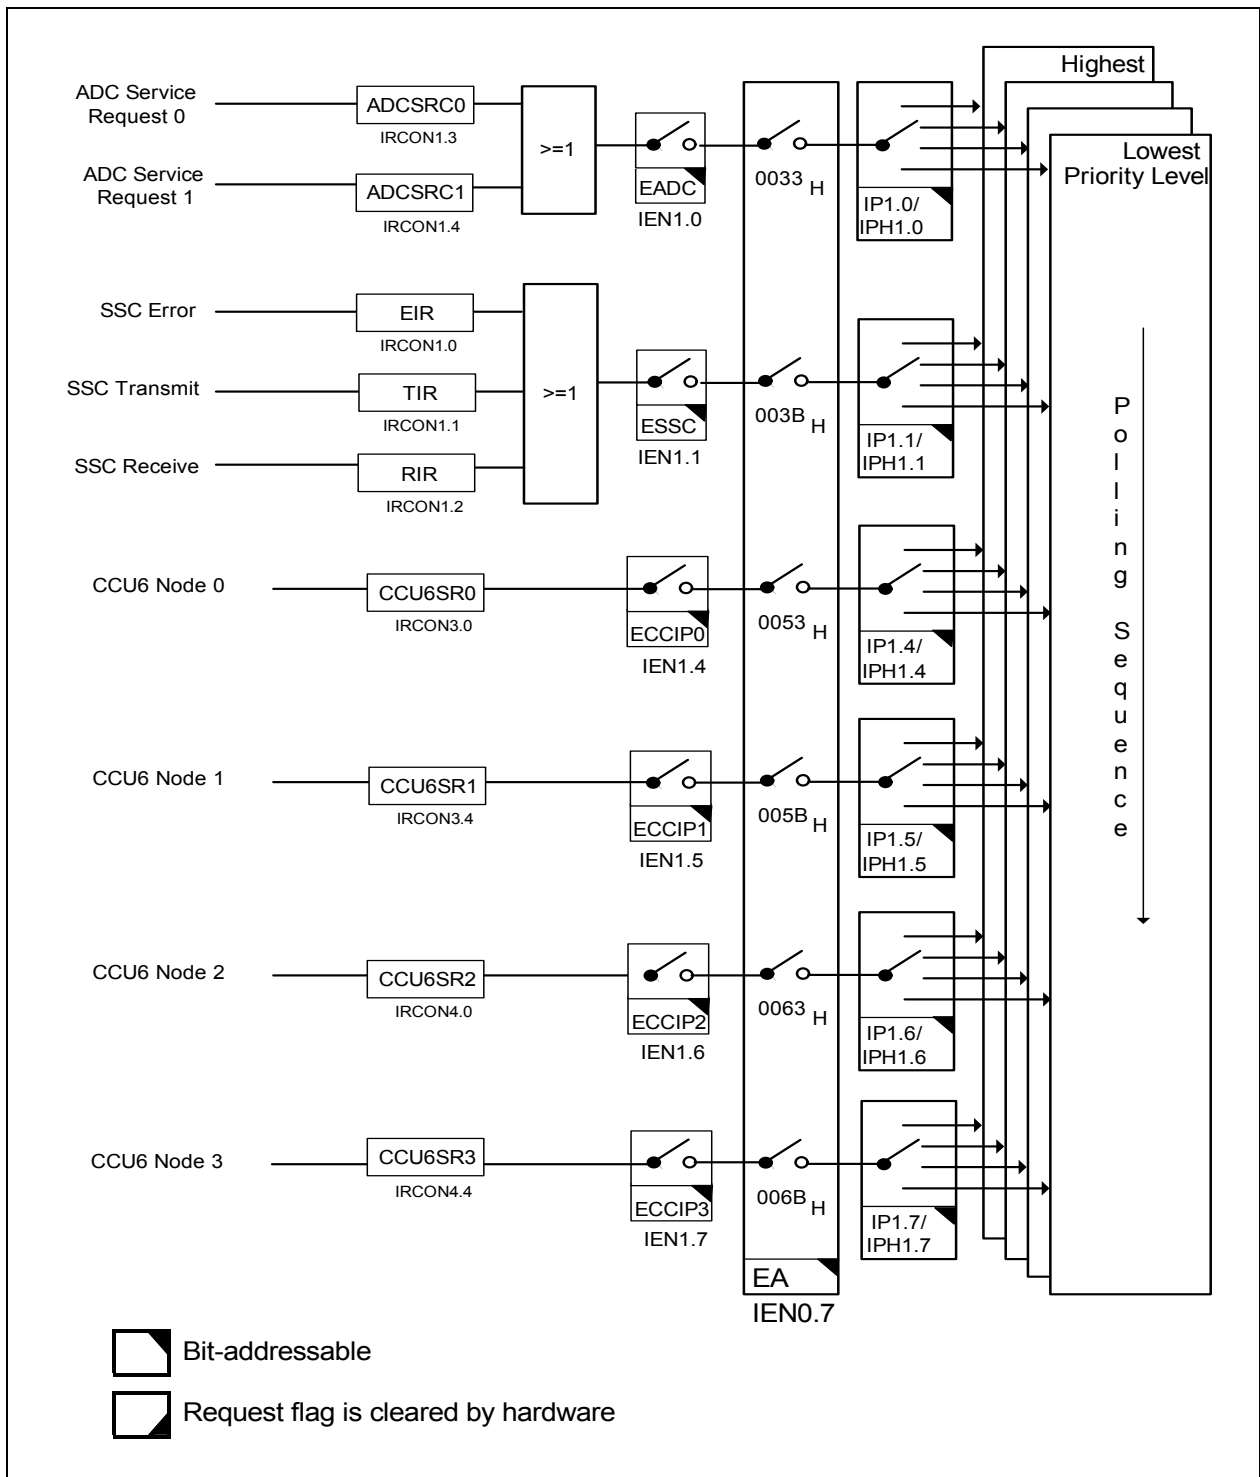 Highest
Lowest
Priority Level
ADC Service
Request 0
ADCSRC0
IRCON1.3
ADC Service
Request 1
ADCSRC1
IRCON1.4
>=1
EADC
IEN1.0
0033 H
IP1.0/
IPH1.0
SSC Error
EIR
IRCON1.0
SSC Transmit
TIR
IRCON1.1
SSC Receive
RIR
IRCON1.2
>=1
ESSC
IEN1.1
003B H
IP1.1/
IPH1.1
Polling Sequence
CCU6 Node 0
CCU6SR0
IRCON3.0
ECCIP0
IEN1.4
0053 H
IP1.4/
IPH1.4
CCU6 Node 1
CCU6SR1
IRCON3.4
ECCIP1
IEN1.5
005B H
IP1.5/
IPH1.5
CCU6 Node 2
CCU6SR2
IRCON4.0
ECCIP2
IEN1.6
0063 H
IP1.6/
IPH1.6
CCU6 Node 3
CCU6SR3
IRCON4.4
ECCIP3
IEN1.7
006B H
IP1.7/
IPH1.7
EA
IEN0.7
Bit-addressable
Request flag is cleared by hardware